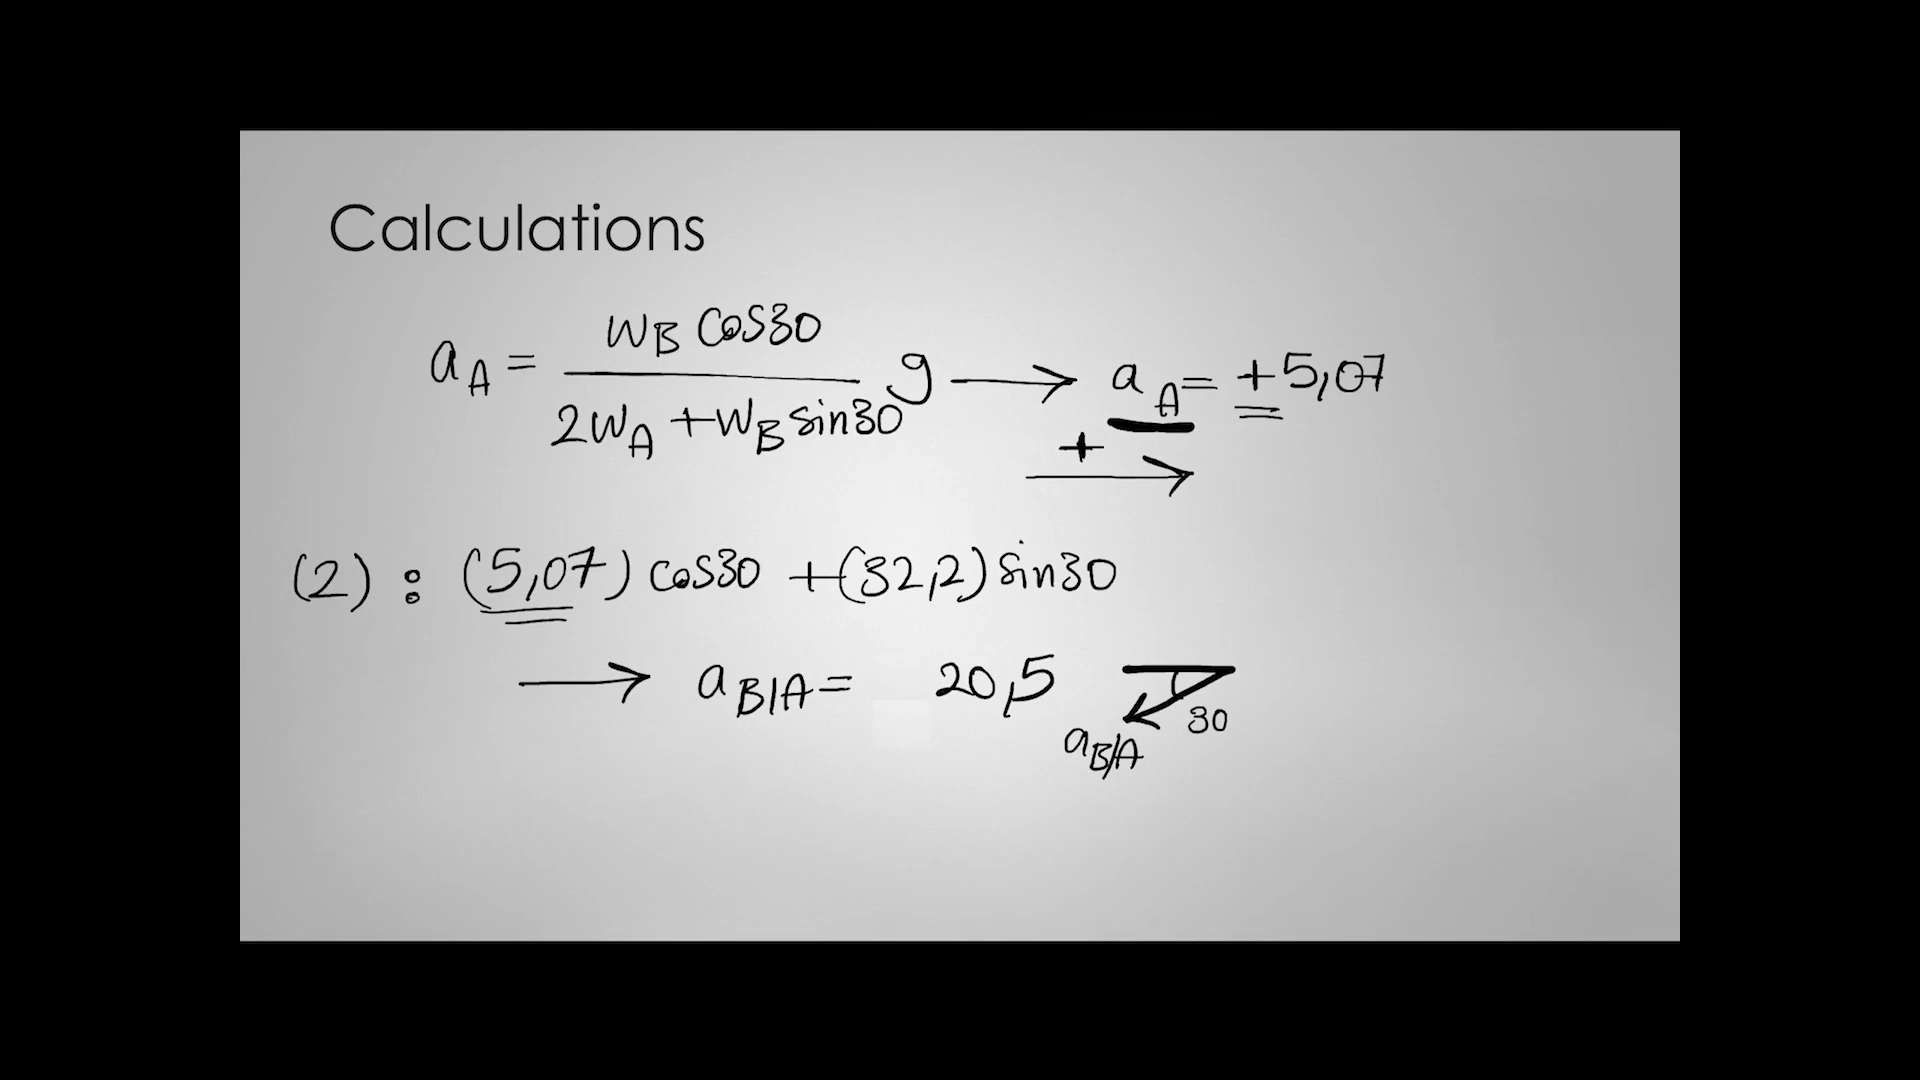 Calculations
a_A = (W_B cos30)/(2W_A + W_B sin30) g → a_A = +5,07
+ →
(2) : (5,07) cos30 + (32,2) sin30
→ a_B/A = 20,5
30
a_B/A